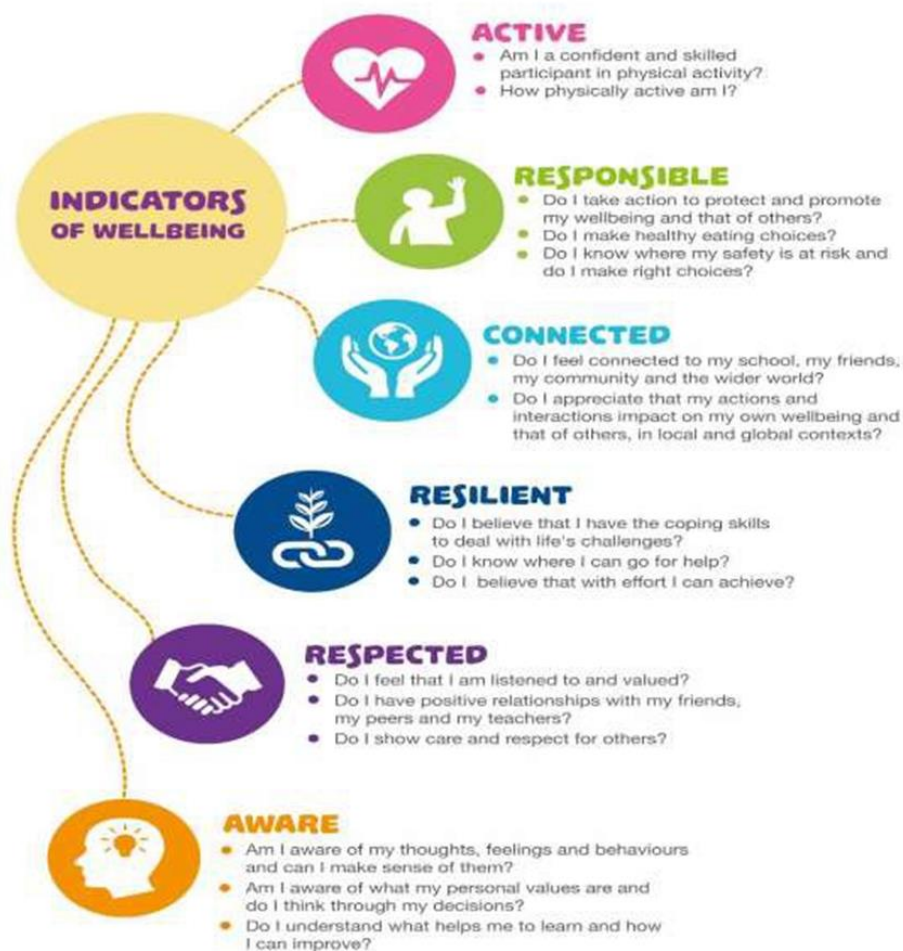 INDICATORS
OF WELLBEING
ACTIVE
• Am I a confident and skilled
participant in physical activity?
• How physically active am I?
RESPONSIBLE
• Do I take action to protect and promote
my wellbeing and that of others?
• Do I make healthy eating choices?
• Do I know where my safety is at risk and
do I make right choices?
CONNECTED
• Do I feel connected to my school, my friends,
my community and the wider world?
• Do I appreciate that my actions and
interactions impact on my own wellbeing and
that of others, in local and global contexts?
RESILIENT
• Do I believe that I have the coping skills
to deal with life's challenges?
• Do I know where I can go for help?
• Do I believe that with effort I can achieve?
RESPECTED
• Do I feel that I am listened to and valued?
• Do I have positive relationships with my friends,
my peers and my teachers?
• Do I show care and respect for others?
AWARE
• Am I aware of my thoughts, feelings and behaviours
and can I make sense of them?
• Am I aware of what my personal values are and
do I think through my decisions?
• Do I understand what helps me to learn and how
I can improve?